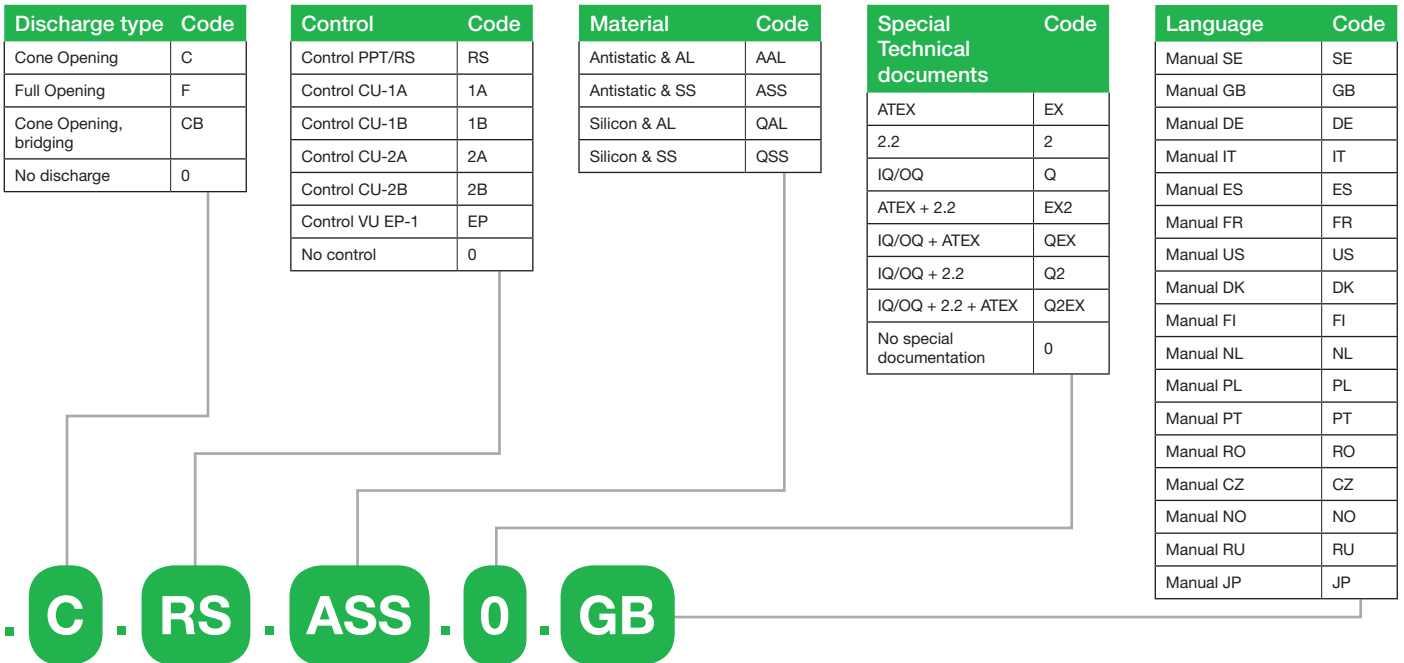 Discharge type Code
Cone Opening C
Full Opening F
Cone Opening, CB
bridging
No discharge 0
Control Code
Control PPT/RS RS
Control CU-1A 1A
Control CU-1B 1B
Control CU-2A 2A
Control CU-2B 2B
Control VU EP-1 EP
No control 0
Material Code
Antistatic & AL AAL
Antistatic & SS ASS
Silicon & AL QAL
Silicon & SS QSS
Special Code
Technical
documents
ATEX EX
2.2 2
IQ/OQ Q
ATEX + 2.2 EX2
IQ/OQ + ATEX QEX
IQ/OQ + 2.2 Q2
IQ/OQ + 2.2 + ATEX Q2EX
No special
documentation 0
Language Code
Manual SE SE
Manual GB GB
Manual DE DE
Manual IT IT
Manual ES ES
Manual FR FR
Manual US US
Manual DK DK
Manual FI FI
Manual NL NL
Manual PL PL
Manual PT PT
Manual RO RO
Manual CZ CZ
Manual NO NO
Manual RU RU
Manual JP JP
. C . RS . ASS . 0 . GB